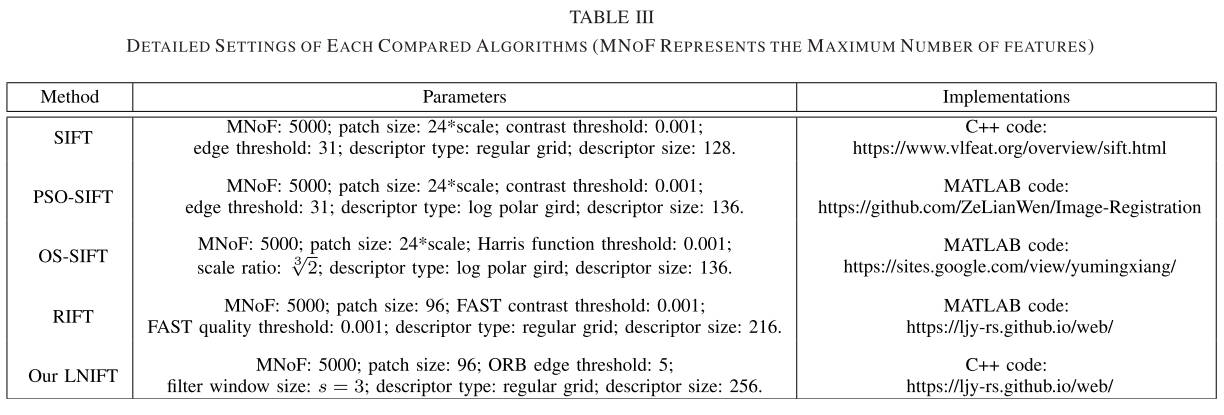 TABLE III
DETAILED SETTINGS OF EACH COMPARED ALGORITHMS (MNOF REPRESENTS THE MAXIMUM NUMBER OF FEATURES)
Method Parameters Implementations
SIFT
MNoF: 5000; patch size: 24*scale; contrast threshold: 0.001;
edge threshold: 31; descriptor type: regular grid; descriptor size: 128.
C++ code:
https://www.vlfeat.org/overview/sift.html
PSO-SIFT
MNoF: 5000; patch size: 24*scale; contrast threshold: 0.001;
edge threshold: 31; descriptor type: log polar gird; descriptor size: 136.
MATLAB code:
https://github.com/ZeLianWen/Image-Registration
OS-SIFT
MNoF: 5000; patch size: 24*scale; Harris function threshold: 0.001;
scale ratio: ∛2; descriptor type: log polar gird; descriptor size: 136.
MATLAB code:
https://sites.google.com/view/yumingxiang/
RIFT
MNoF: 5000; patch size: 96; FAST contrast threshold: 0.001;
FAST quality threshold: 0.001; descriptor type: regular grid; descriptor size: 216.
MATLAB code:
https://ljy-rs.github.io/web/
Our LNIFT
MNoF: 5000; patch size: 96; ORB edge threshold: 5;
filter window size: s = 3; descriptor type: regular grid; descriptor size: 256.
C++ code:
https://ljy-rs.github.io/web/